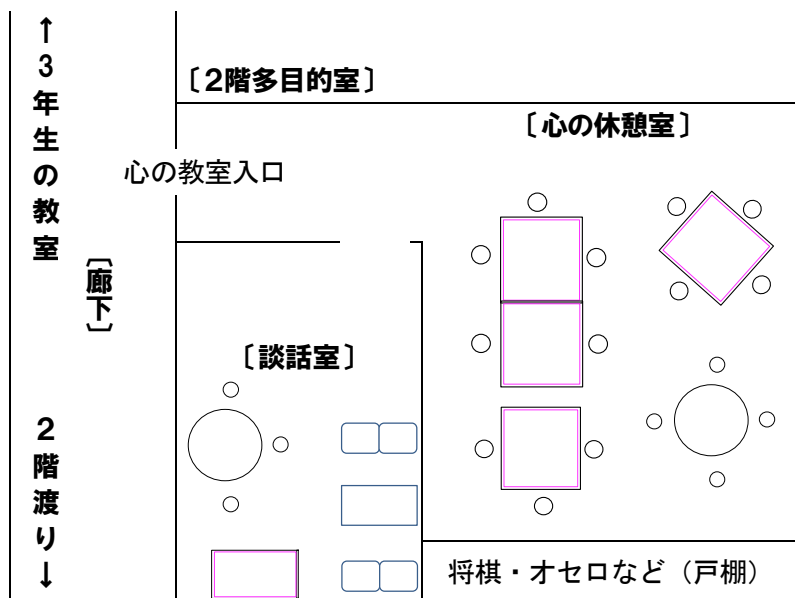 ↑3年生の教室
2階渡り↓
〔廊下〕
〔2階多目的室〕
〔心の休憩室〕
心の教室入口
〔談話室〕
将棋・オセロなど（戸棚）